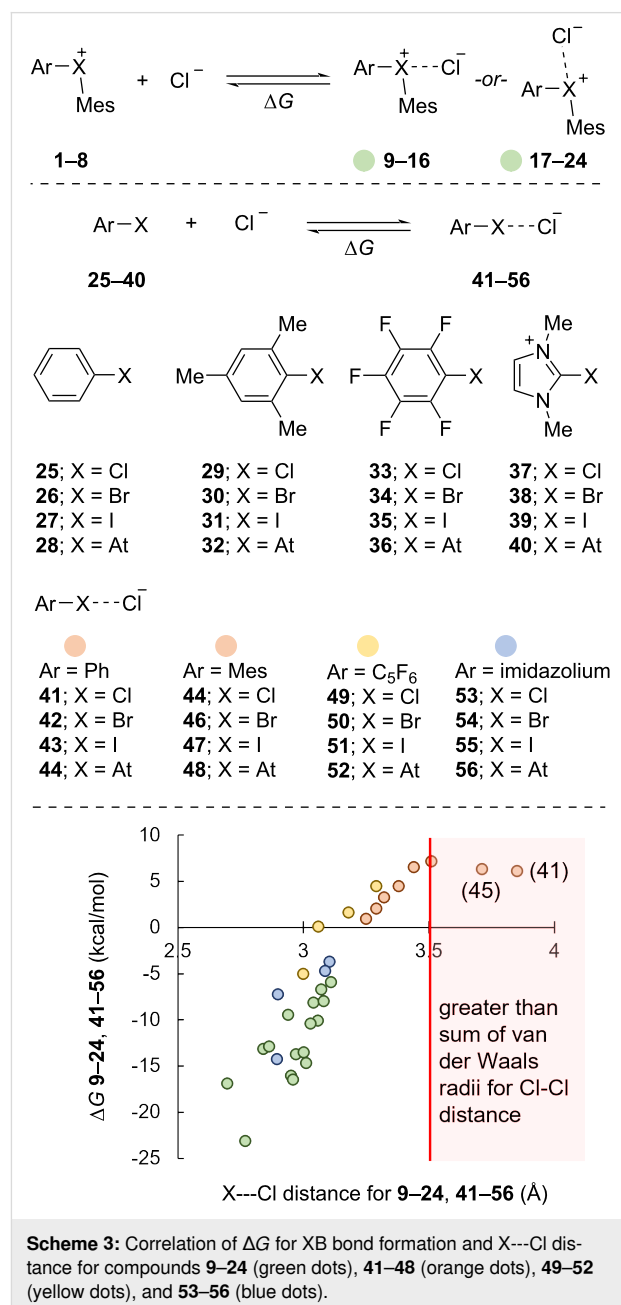 Ar–X⁺ + Cl⁻ Ar–X⁺---Cl⁻ -or- Cl⁻
Ar–X⁺
Mes ΔG Mes Mes
1–8 9–16 17–24
Ar–X + Cl⁻ Ar–X---Cl⁻
ΔG
25–40 41–56
X
Me Me Me X
F F F F F X
N⁺ Me N Me X
25; X = Cl 29; X = Cl 33; X = Cl 37; X = Cl
26; X = Br 30; X = Br 34; X = Br 38; X = Br
27; X = I 31; X = I 35; X = I 39; X = I
28; X = At 32; X = At 36; X = At 40; X = At
Ar–X---Cl⁻
Ar = Ph Ar = Mes Ar = C₅F₆ Ar = imidazolium
41; X = Cl 44; X = Cl 49; X = Cl 53; X = Cl
42; X = Br 46; X = Br 50; X = Br 54; X = Br
43; X = I 47; X = I 51; X = I 55; X = I
44; X = At 48; X = At 52; X = At 56; X = At
ΔG 9–24, 41–56 (kcal/mol)
10
5
0
-5
-10
-15
-20
-25
2.5 3 3.5 4
(45) (41)
greater than
sum of van
der Waals
radii for Cl-Cl
distance
X---Cl distance for 9–24, 41–56 (Å)
Scheme 3: Correlation of ΔG for XB bond formation and X---Cl dis-
tance for compounds 9–24 (green dots), 41–48 (orange dots), 49–52
(yellow dots), and 53–56 (blue dots).